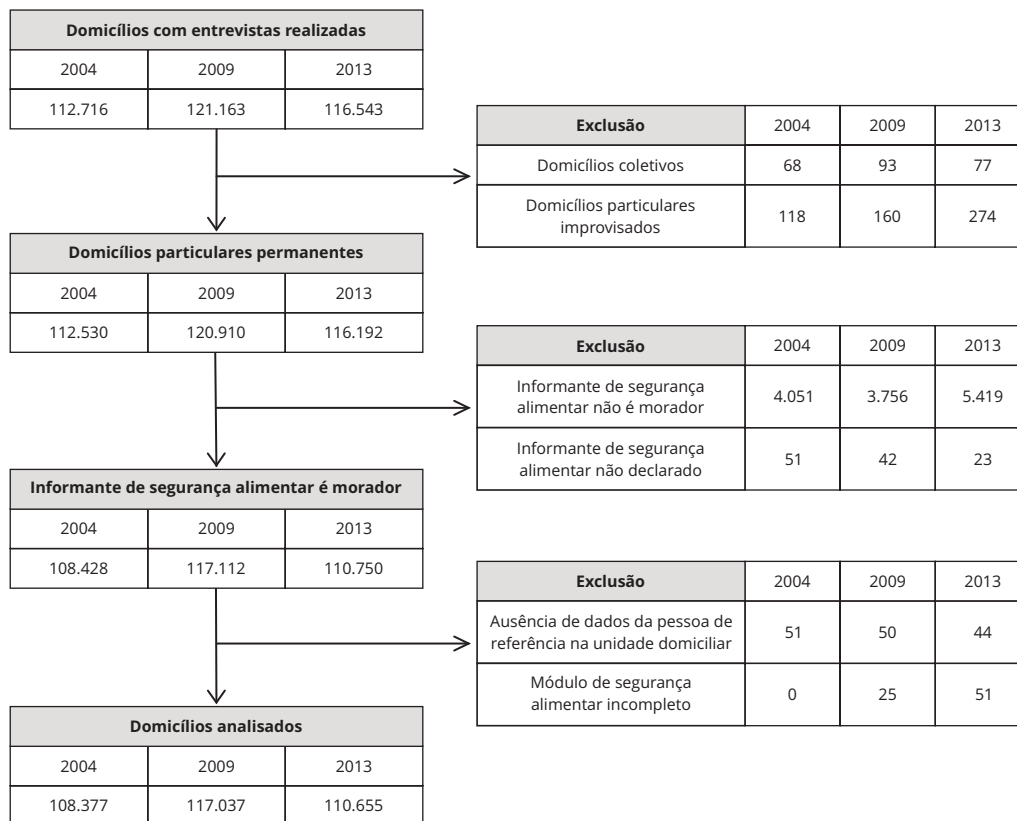 Domicílios com entrevistas realizadas
2004 2009 2013
112.716 121.163 116.543
Exclusão 2004 2009 2013
Domicílios coletivos 68 93 77
Domicílios particulares
improvisados 118 160 274
Domicílios particulares permanentes
2004 2009 2013
112.530 120.910 116.192
Exclusão 2004 2009 2013
Informante de segurança
alimentar não é morador 4.051 3.756 5.419
Informante de segurança
alimentar não declarado 51 42 23
Informante de segurança alimentar é morador
2004 2009 2013
108.428 117.112 110.750
Exclusão 2004 2009 2013
Ausência de dados da pessoa de
referência na unidade domiciliar 51 50 44
Módulo de segurança
alimentar incompleto 0 25 51
Domicílios analisados
2004 2009 2013
108.377 117.037 110.655